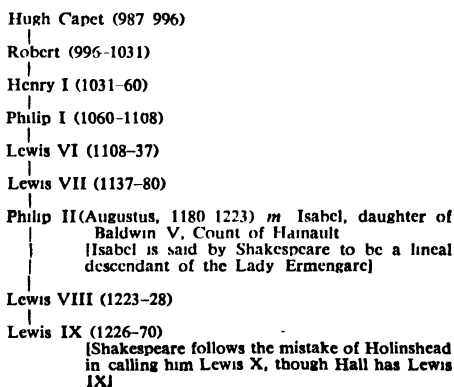 Hugh Capet (987 996)
Robert (996-1031)
Henry I (1031-60)
Philip I (1060-1108)
Lewis VI (1108-37)
Lewis VII (1137-80)
Philip II (Augustus, 1180 1223) m Isabel, daughter of
Baldwin V, Count of Hainault
[Isabel is said by Shakespeare to be a lineal
descendant of the Lady Ermengare]
Lewis VIII (1223-28)
Lewis IX (1226-70)
[Shakespeare follows the mistake of Holinshead
in calling him Lewis X, though Hall has Lewis
IX]